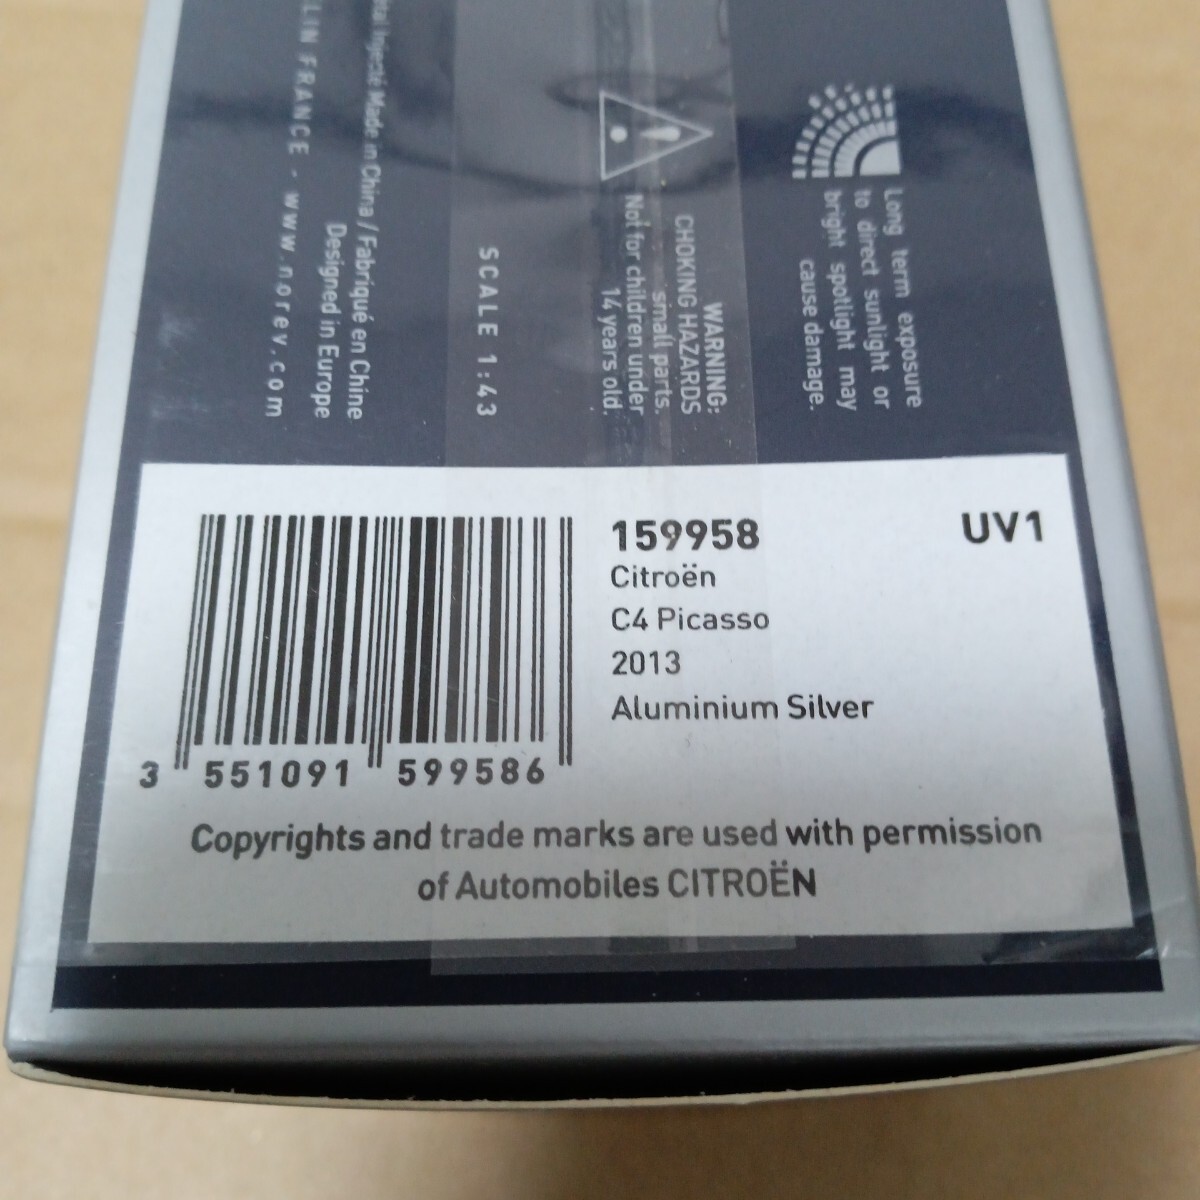 Long term exposure
to direct sunlight or
bright spotlight may
cause damage.
WARNING:
CHOKING HAZARDS
small parts.
Not for children under
14 years old.
SCALE 1:43
Injecté Made in China / Fabriqué en Chine
Designed in Europe
FRANCE - www.norev.com
159958
UV1
Citroën
C4 Picasso
2013
Aluminium Silver
3 551091 599586
Copyrights and trade marks are used with permission
of Automobiles CITROËN